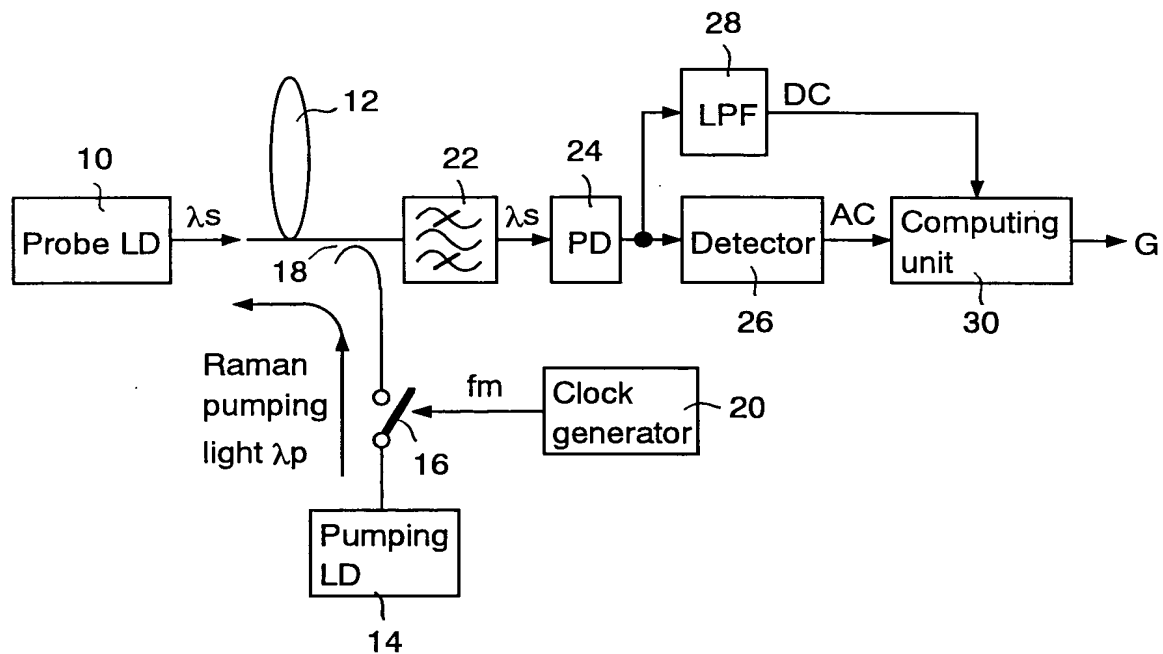 28
12
LPF
DC
10
22
24
Probe LD
λs
λs
PD
Detector
AC
Computing
unit
G
18
26
30
Raman
pumping
light λp
fm
Clock
generator
20
16
Pumping
LD
14